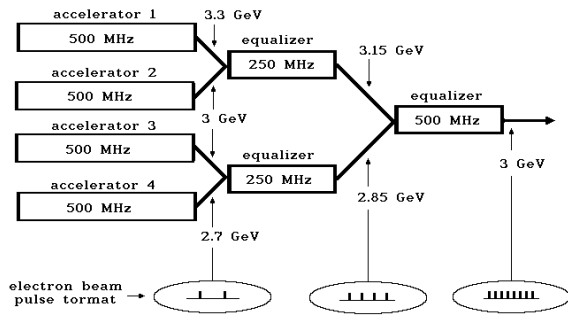 accelerator 1
500 MHz
accelerator 2
500 MHz
accelerator 3
500 MHz
accelerator 4
500 MHz
3.3 GeV
3 GeV
2.7 GeV
equalizer
250 MHz
equalizer
250 MHz
3.15 GeV
2.85 GeV
equalizer
500 MHz
3 GeV
electron beam
pulse tormat